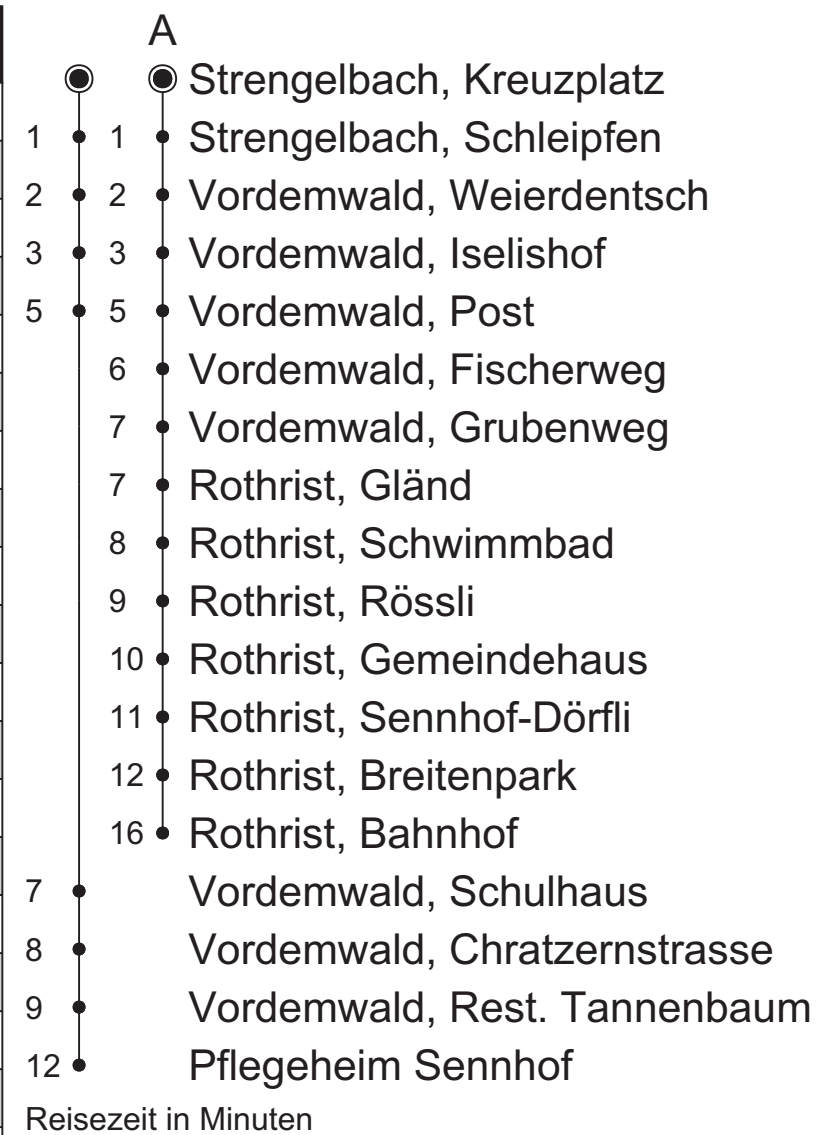 A
Strengelbach, Kreuzplatz
1 1 Strengelbach, Schleipfen
2 2 Vordemwald, Weierdentsch
3 3 Vordemwald, Iselishof
5 5 Vordemwald, Post
6 Vordemwald, Fischerweg
7 Vordemwald, Grubenweg
7 Rothrist, Gländ
8 Rothrist, Schwimmbad
9 Rothrist, Rössli
10 Rothrist, Gemeindehaus
11 Rothrist, Sennhof-Dörfli
12 Rothrist, Breitenpark
16 Rothrist, Bahnhof
7 Vordemwald, Schulhaus
8 Vordemwald, Chratzernstrasse
9 Vordemwald, Rest. Tannenbaum
12 Pflegeheim Sennhof
Reisezeit in Minuten